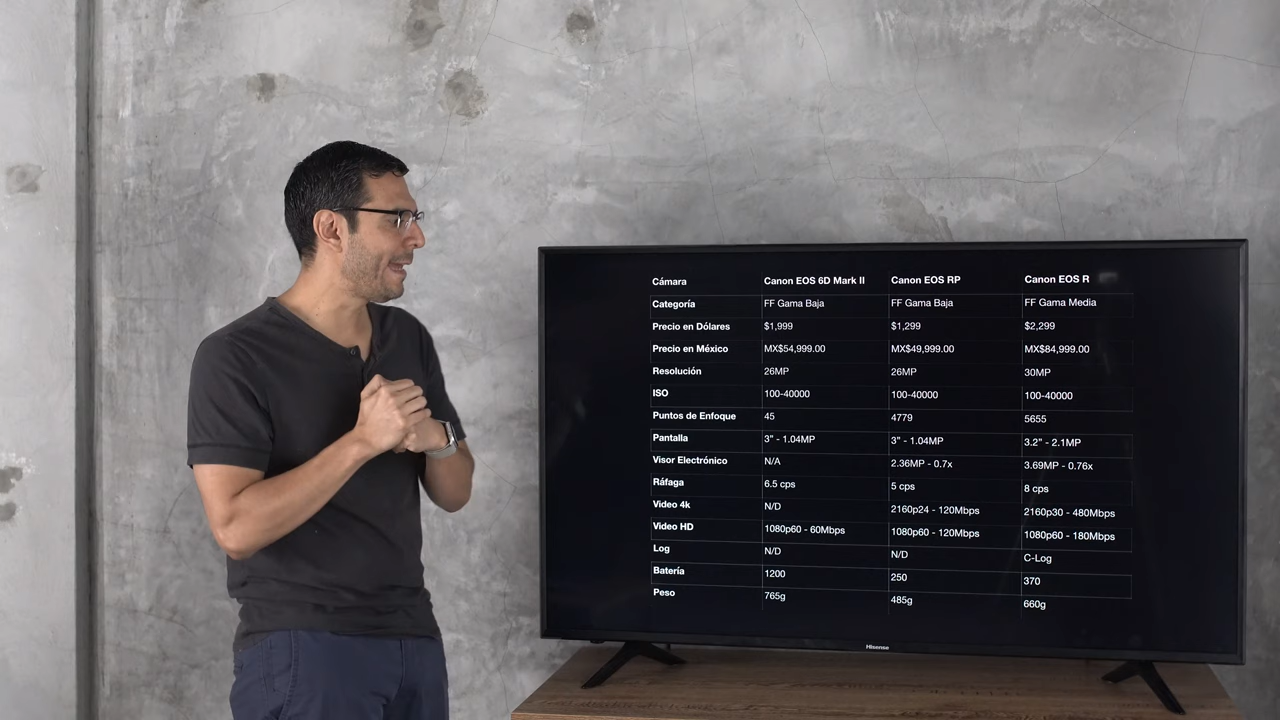 Cámara Canon EOS 6D Mark II Canon EOS RP Canon EOS R
Categoría FF Gama Baja FF Gama Baja FF Gama Media
Precio en Dólares $1,999 $1,299 $2,299
Precio en México MX$54,999.00 MX$49,999.00 MX$84,999.00
Resolución 26MP 26MP 30MP
ISO 100-40000 100-40000 100-40000
Puntos de Enfoque 45 4779 5655
Pantalla 3" - 1.04MP 3" - 1.04MP 3.2" - 2.1MP
Visor Electrónico N/A 2.36MP - 0.7x 3.69MP - 0.76x
Ráfaga 6.5 cps 5 cps 8 cps
Video 4k N/D 2160p24 - 120Mbps 2160p30 - 480Mbps
Video HD 1080p60 - 60Mbps 1080p60 - 120Mbps 1080p60 - 180Mbps
Log N/D N/D C-Log
Batería 1200 250 370
Peso 765g 485g 660g
Hisense